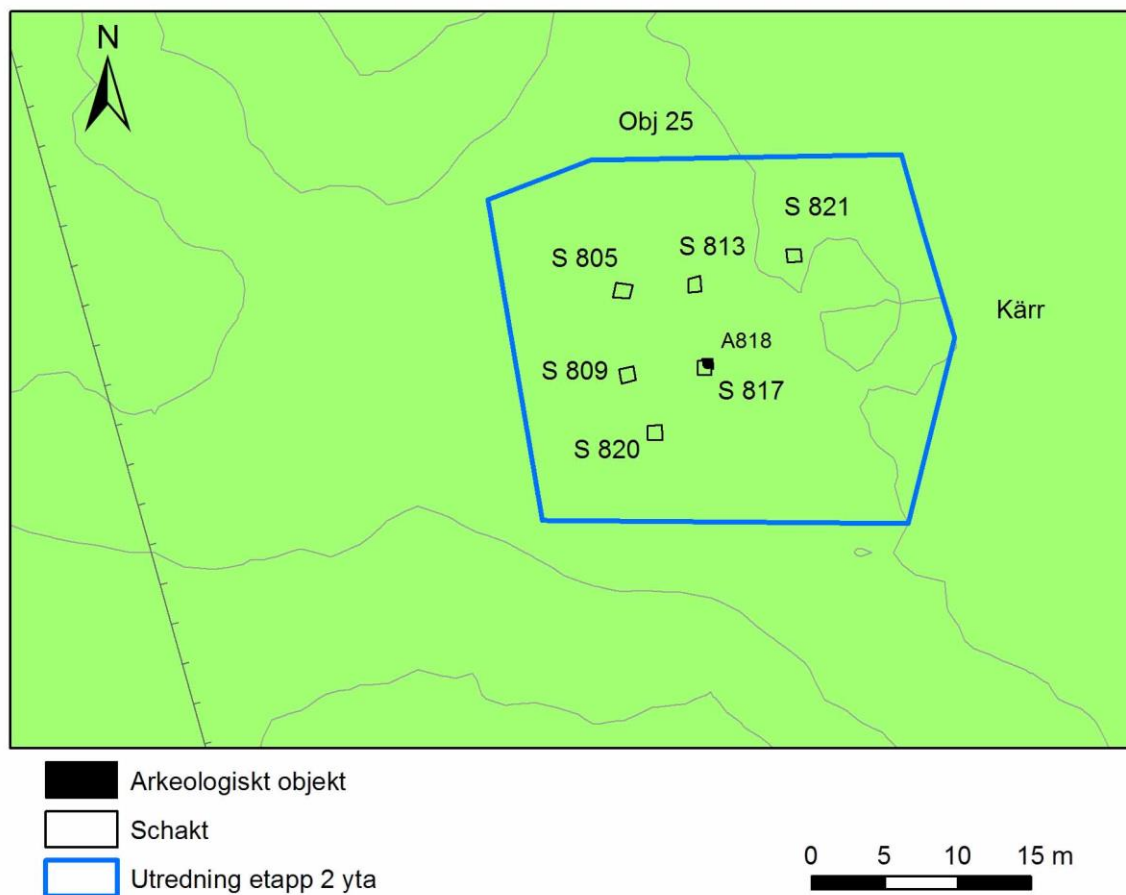 N
Obj 25
S 821
S 805
S 813
Kärr
A818
S 809
S 817
S 820
Arkeologiskt objekt
Schakt
Utredning etapp 2 yta
0 5 10 15 m